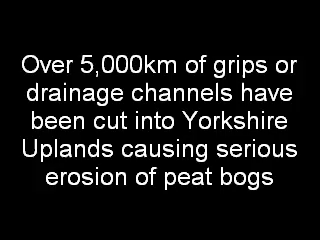 Over 5,000km of grips or
drainage channels have
been cut into Yorkshire
Uplands causing serious
erosion of peat bogs